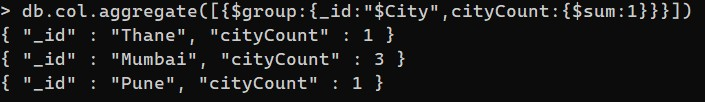 > db.col.aggregate([{$group:{_id:"$City",cityCount:{$sum:1}}}])
{ "_id" : "Thane", "cityCount" : 1 }
{ "_id" : "Mumbai", "cityCount" : 3 }
{ "_id" : "Pune", "cityCount" : 1 }